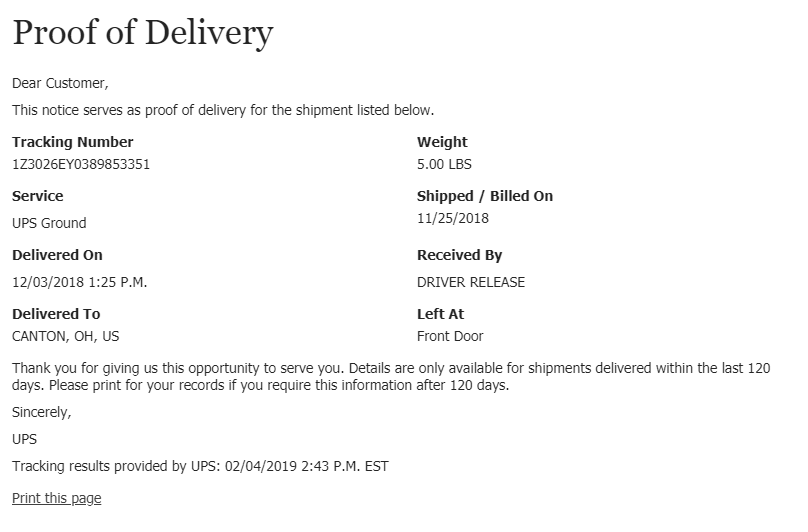 Proof of Delivery
Dear Customer,
This notice serves as proof of delivery for the shipment listed below.
Tracking Number
1Z3026EY0389853351
Weight
5.00 LBS
Service
UPS Ground
Shipped / Billed On
11/25/2018
Delivered On
12/03/2018 1:25 P.M.
Received By
DRIVER RELEASE
Delivered To
CANTON, OH, US
Left At
Front Door
Thank you for giving us this opportunity to serve you. Details are only available for shipments delivered within the last 120
days. Please print for your records if you require this information after 120 days.
Sincerely,
UPS
Tracking results provided by UPS: 02/04/2019 2:43 P.M. EST
Print this page